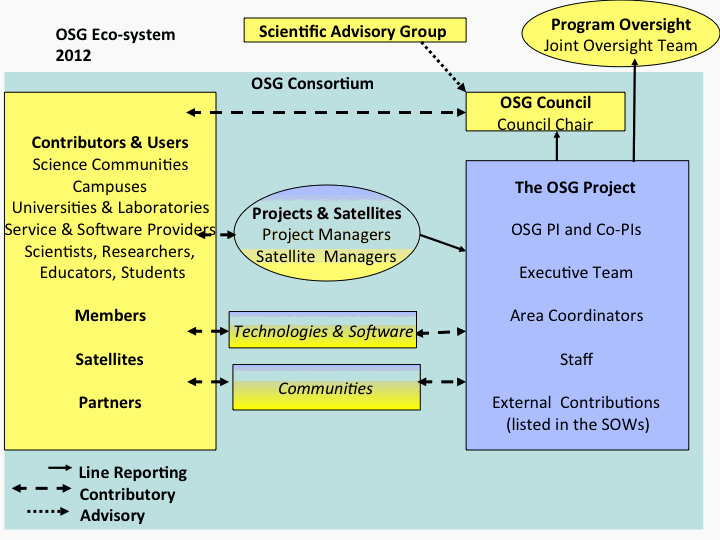 OSG Eco-system
2012
Scientific Advisory Group
Program Oversight
Joint Oversight Team
OSG Consortium
OSG Council
Council Chair
Contributors & Users
Science Communities
Campuses
Universities & Laboratories
Service & Software Providers
Scientists, Researchers,
Educators, Students
Members
Satellites
Partners
Projects & Satellites
Project Managers
Satellite Managers
Technologies & Software
Communities
The OSG Project
OSG PI and Co-PIs
Executive Team
Area Coordinators
Staff
External Contributions
(listed in the SOWs)
Line Reporting
Contributory
Advisory